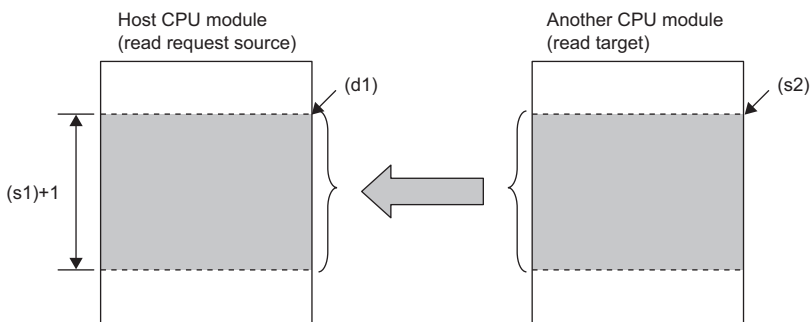 Host CPU module
(read request source)
Another CPU module
(read target)
(d1)
(s2)
(s1)+1